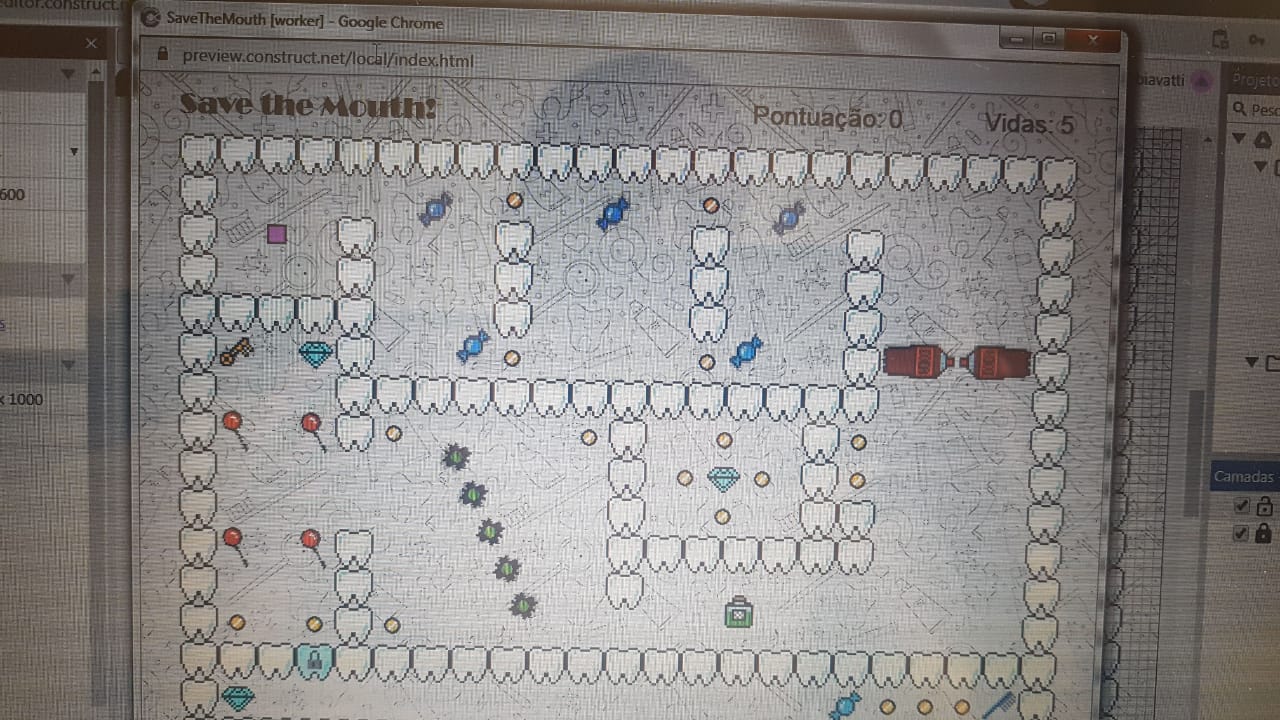 SaveTheMouth [worker] - Google Chrome
preview.construct.net/local/index.html
Save the Mouth!
Pontuação: 0
Vidas: 5
600
x 1000
Camadas